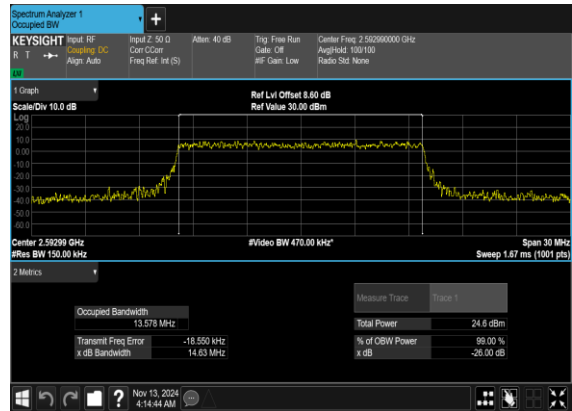 Spectrum Analyzer 1
Occupied BW
+
KEYSIGHT Input: RF Input Z: 50 Ω Atten: 40 dB Trig: Free Run Center Freq: 2.592990000 GHz
R T Coupling: DC Corr CCorr Gate: Off Avg|Hold: 100/100
Align: Auto Freq Ref: Int (S) #IF Gain: Low Radio Std: None
LW
1 Graph
Ref Lvl Offset 8.60 dB
Scale/Div 10.0 dB Ref Value 30.00 dBm
Log
20.0
10.0
0.00
-10.0
-20.0
-30.0
-40.0
-50.0
-60.0
Center 2.59299 GHz #Video BW 470.00 kHz* Span 30 MHz
#Res BW 150.00 kHz Sweep 1.67 ms (1001 pts)
2 Metrics
Measure Trace Trace 1
Occupied Bandwidth
13.578 MHz Total Power 24.6 dBm
Transmit Freq Error -18.550 kHz % of OBW Power 99.00 %
x dB Bandwidth 14.63 MHz x dB -26.00 dB
? Nov 13, 2024
4:14:44 AM